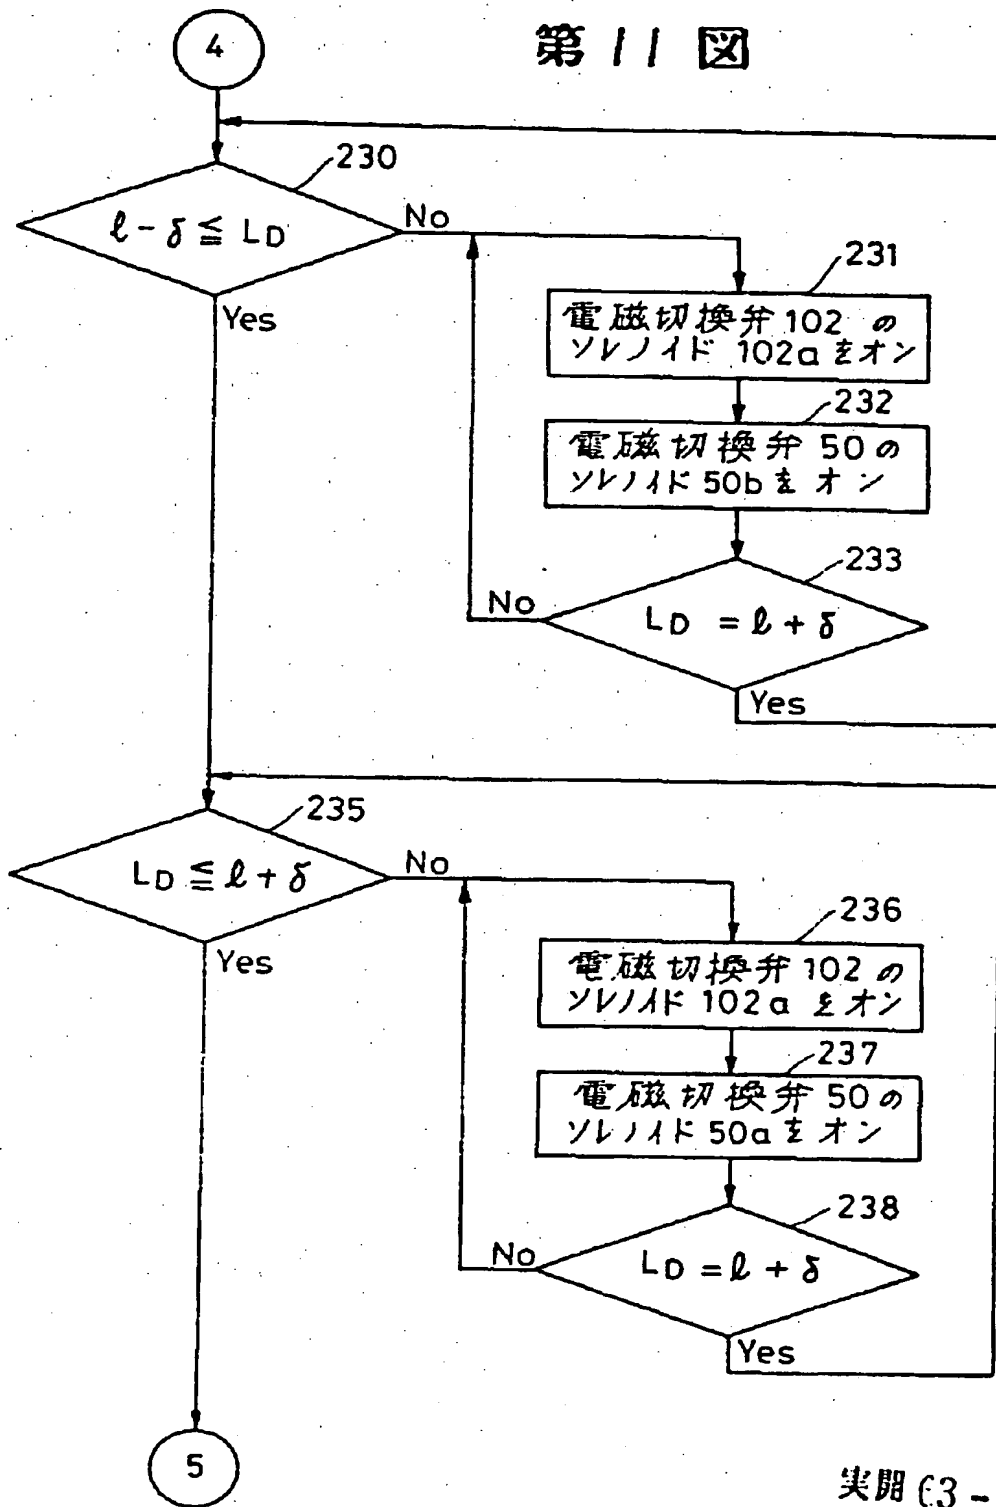 第11図
4
230
ℓ-δ≦LD
No
Yes
231
電磁切換弁102の
ソレノイド 102aをオン
232
電磁切換弁50の
ソレノイド50bをオン
233
LD = ℓ + δ
No
Yes
235
LD≦ℓ+δ
No
Yes
236
電磁切換弁102の
ソレノイド 102aをオン
237
電磁切換弁50の
ソレノイド50aをオン
238
LD = ℓ + δ
No
Yes
5
実開63-